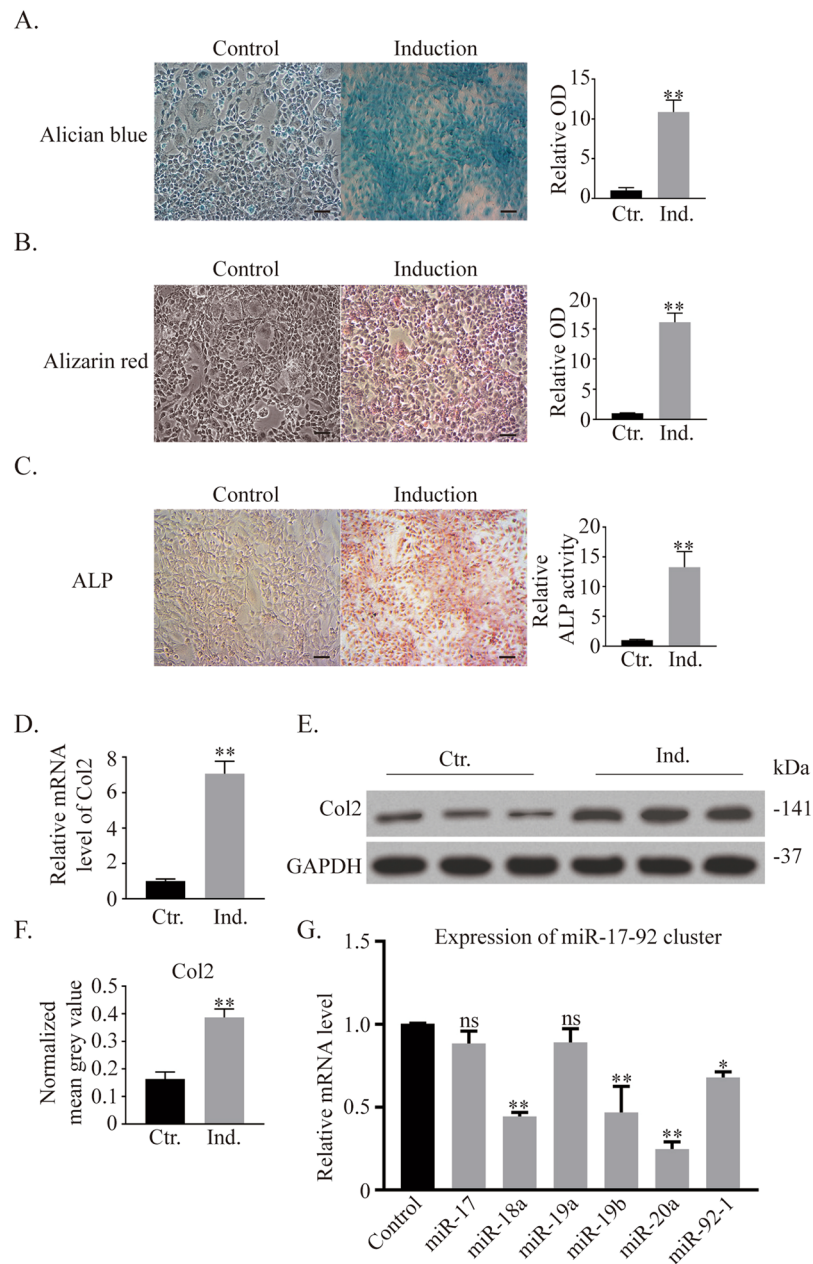 A.
Control
Induction
Alician blue
Relative OD
15
10
5
0
**
Ctr.
Ind.
B.
Control
Induction
Alizarin red
Relative OD
20
15
10
5
0
**
Ctr.
Ind.
C.
Control
Induction
ALP
Relative
ALP activity
20
15
10
5
0
**
Ctr.
Ind.
D.
Relative mRNA
level of Col2
8
6
4
2
0
**
Ctr.
Ind.
E.
Ctr.
Ind.
kDa
Col2
-141
GAPDH
-37
F.
Col2
Normalized
mean grey value
0.5
0.4
0.3
0.2
0.1
0
**
Ctr.
Ind.
G.
Expression of miR-17-92 cluster
Relative mRNA level
1.5
1.0
0.5
0
ns
**
ns
**
**
*
Control
miR-17
miR-18a
miR-19a
miR-19b
miR-20a
miR-92-1